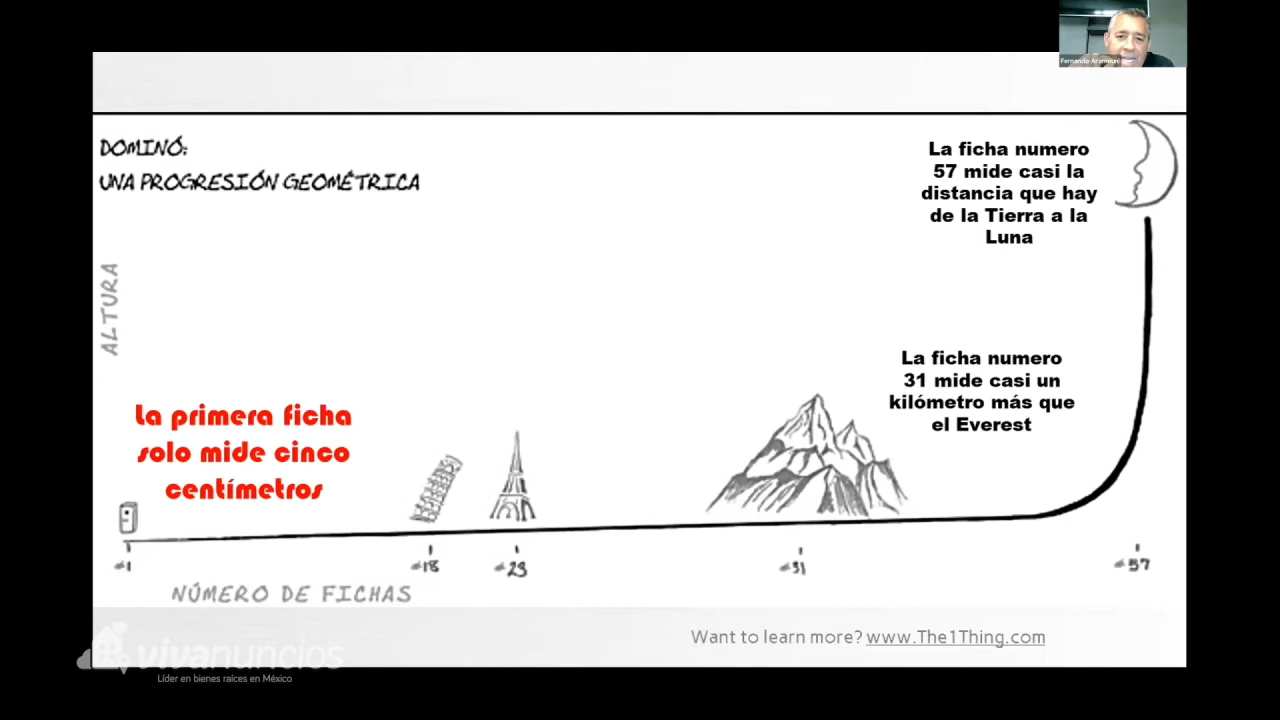 DOMINÓ:
UNA PROGRESIÓN GEOMÉTRICA
La ficha numero
57 mide casi la
distancia que hay
de la Tierra a la
Luna
ALTURA
La ficha numero
31 mide casi un
kilómetro más que
el Everest
La primera ficha
solo mide cinco
centímetros
#1
#18
#23
#31
#57
NÚMERO DE FICHAS
Want to learn more? www.The1Thing.com
vivanuncios
Líder en bienes raíces en México